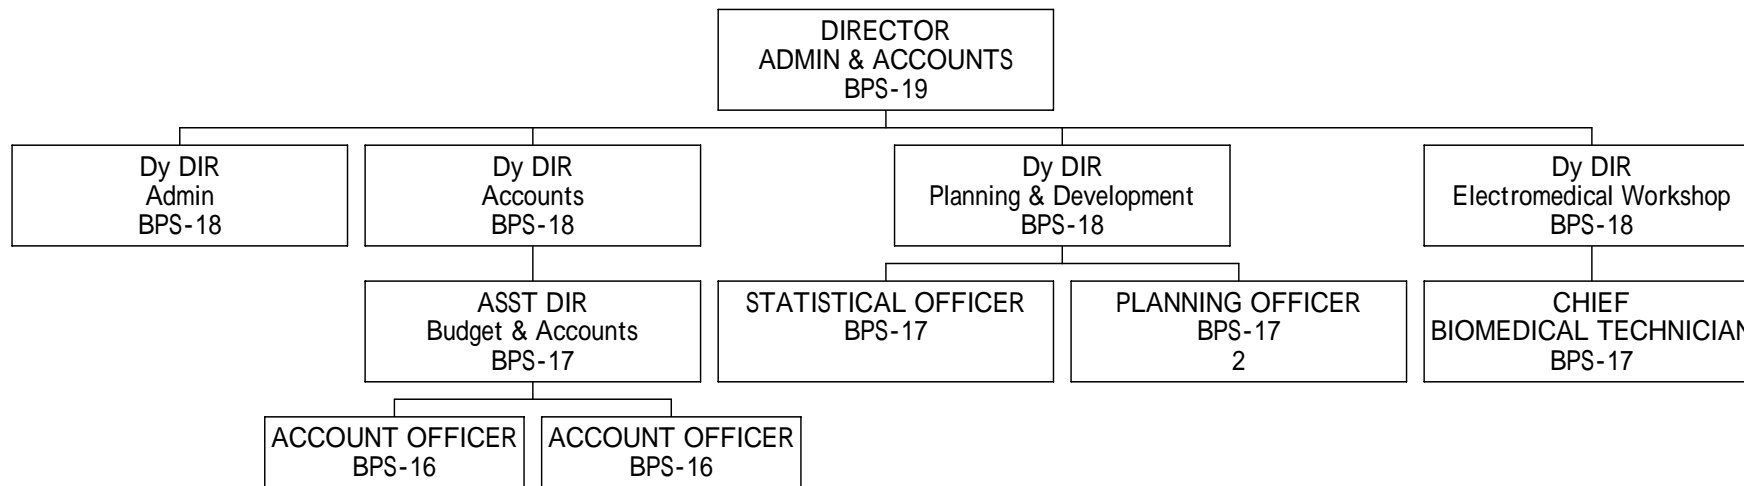 DIRECTOR
ADMIN & ACCOUNTS
BPS-19
Dy DIR
Admin
BPS-18
Dy DIR
Accounts
BPS-18
Dy DIR
Planning & Development
BPS-18
Dy DIR
Electromedical Workshop
BPS-18
ASST DIR
Budget & Accounts
BPS-17
STATISTICAL OFFICER
BPS-17
PLANNING OFFICER
BPS-17
2
CHIEF
BIOMEDICAL TECHNICIAN
BPS-17
ACCOUNT OFFICER
BPS-16
ACCOUNT OFFICER
BPS-16